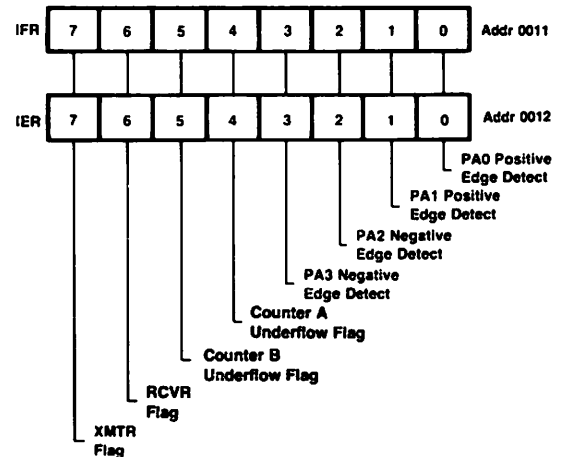 IFR 7 6 5 4 3 2 1 0 Addr 0011
IER 7 6 5 4 3 2 1 0 Addr 0012
PA0 Positive
Edge Detect
PA1 Positive
Edge Detect
PA2 Negative
Edge Detect
PA3 Negative
Edge Detect
Counter A
Underflow Flag
Counter B
Underflow Flag
RCVR
Flag
XMTR
Flag